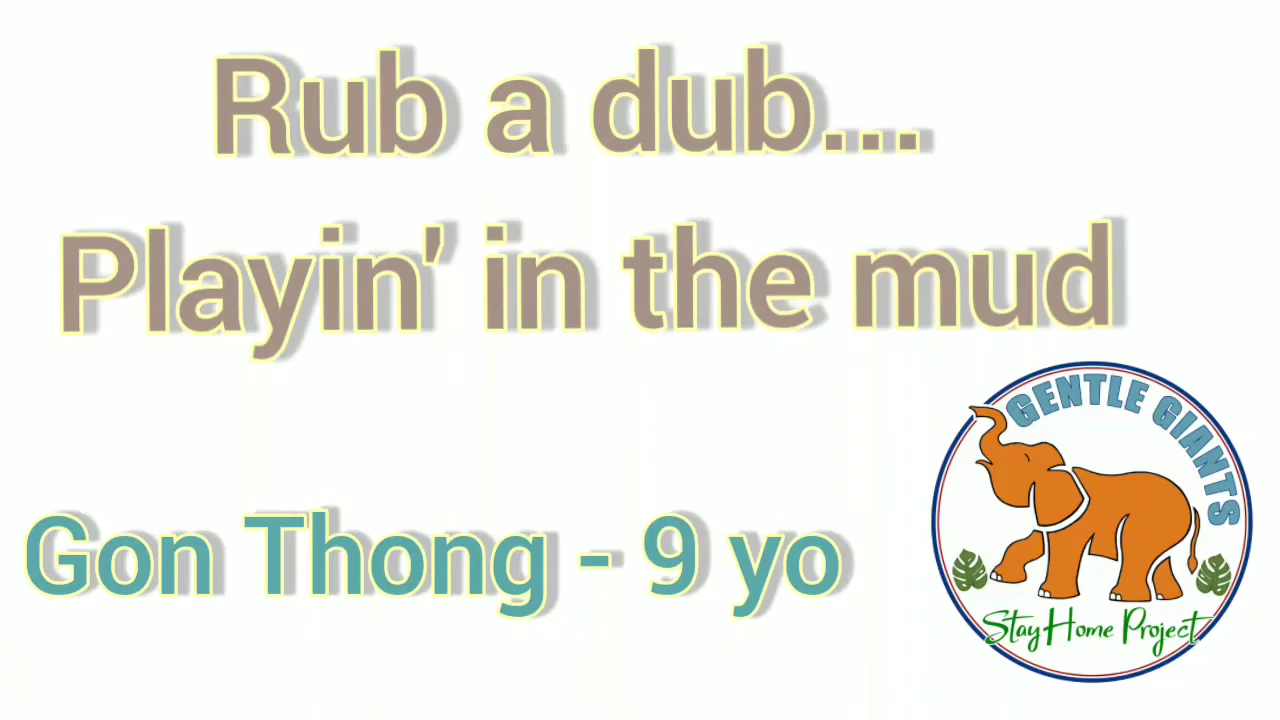 Rub a dub...
Playin' in the mud
GENTLE GIANTS
Gon Thong - 9 yo
Stay Home Project